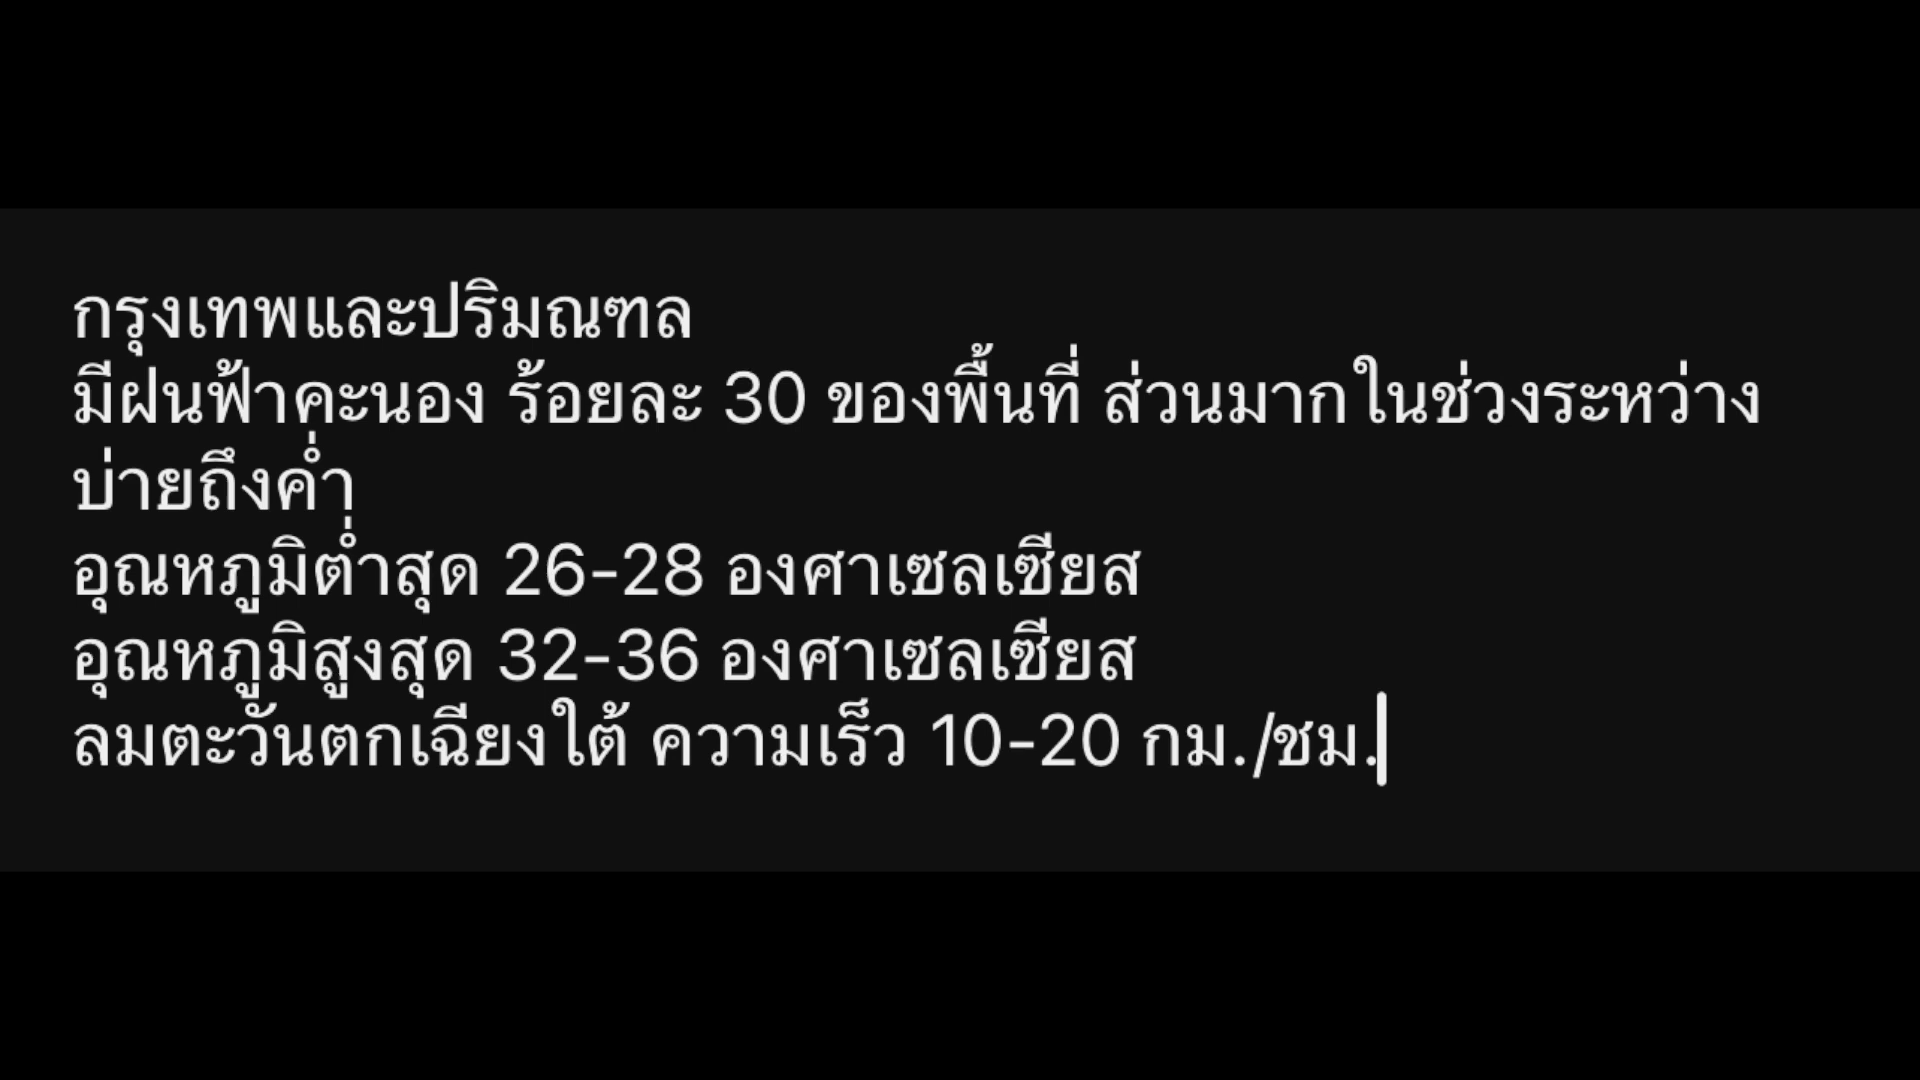 กรุงเทพและปริมณฑล
มีฝนฟ้าคะนอง ร้อยละ 30 ของพื้นที่ ส่วนมากในช่วงระหว่าง
บ่ายถึงค่ำ
อุณหภูมิต่ำสุด 26-28 องศาเซลเซียส
อุณหภูมิสูงสุด 32-36 องศาเซลเซียส
ลมตะวันตกเฉียงใต้ ความเร็ว 10-20 กม./ชม.